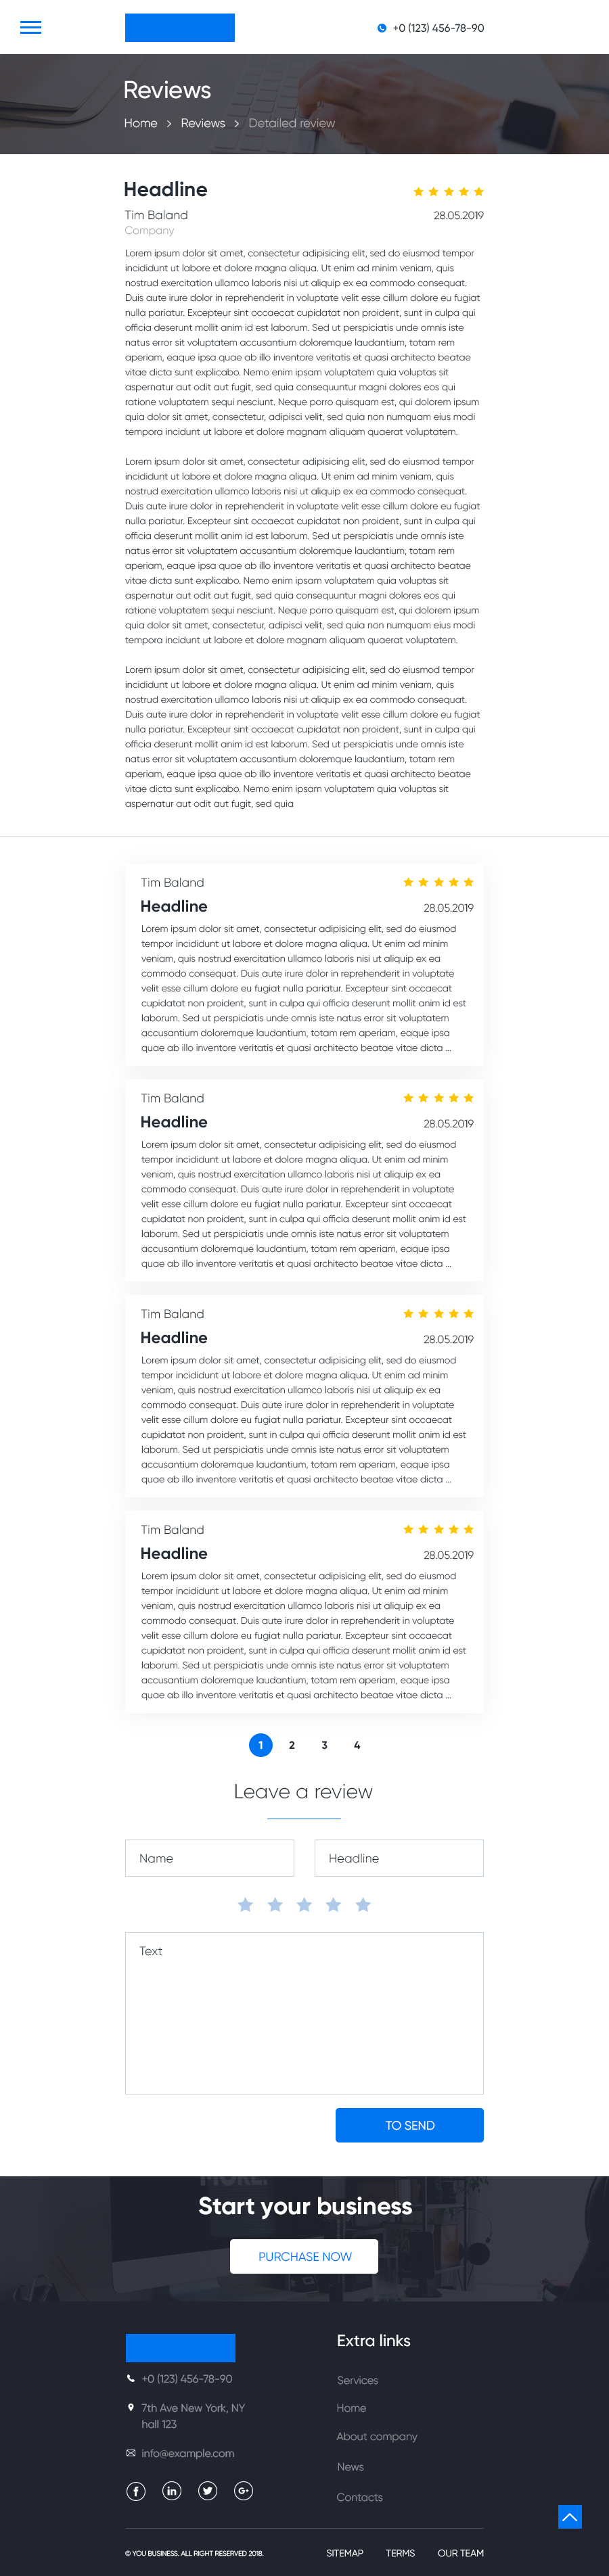 +0 (123) 456-78-90
Reviews
Home > Reviews > Detailed review
Headline
Tim Baland 28.05.2019
Company
Lorem ipsum dolor sit amet, consectetur adipisicing elit, sed do eiusmod tempor
incididunt ut labore et dolore magna aliqua. Ut enim ad minim veniam, quis
nostrud exercitation ullamco laboris nisi ut aliquip ex ea commodo consequat.
Duis aute irure dolor in reprehenderit in voluptate velit esse cillum dolore eu fugiat
nulla pariatur. Excepteur sint occaecat cupidatat non proident, sunt in culpa qui
officia deserunt mollit anim id est laborum. Sed ut perspiciatis unde omnis iste
natus error sit voluptatem accusantium doloremque laudantium, totam rem
aperiam, eaque ipsa quae ab illo inventore veritatis et quasi architecto beatae
vitae dicta sunt explicabo. Nemo enim ipsam voluptatem quia voluptas sit
aspernatur aut odit aut fugit, sed quia consequuntur magni dolores eos qui
ratione voluptatem sequi nesciunt. Neque porro quisquam est, qui dolorem ipsum
quia dolor sit amet, consectetur, adipisci velit, sed quia non numquam eius modi
tempora incidunt ut labore et dolore magnam aliquam quaerat voluptatem.
Lorem ipsum dolor sit amet, consectetur adipisicing elit, sed do eiusmod tempor
incididunt ut labore et dolore magna aliqua. Ut enim ad minim veniam, quis
nostrud exercitation ullamco laboris nisi ut aliquip ex ea commodo consequat.
Duis aute irure dolor in reprehenderit in voluptate velit esse cillum dolore eu fugiat
nulla pariatur. Excepteur sint occaecat cupidatat non proident, sunt in culpa qui
officia deserunt mollit anim id est laborum. Sed ut perspiciatis unde omnis iste
natus error sit voluptatem accusantium doloremque laudantium, totam rem
aperiam, eaque ipsa quae ab illo inventore veritatis et quasi architecto beatae
vitae dicta sunt explicabo. Nemo enim ipsam voluptatem quia voluptas sit
aspernatur aut odit aut fugit, sed quia consequuntur magni dolores eos qui
ratione voluptatem sequi nesciunt. Neque porro quisquam est, qui dolorem ipsum
quia dolor sit amet, consectetur, adipisci velit, sed quia non numquam eius modi
tempora incidunt ut labore et dolore magnam aliquam quaerat voluptatem.
Lorem ipsum dolor sit amet, consectetur adipisicing elit, sed do eiusmod tempor
incididunt ut labore et dolore magna aliqua. Ut enim ad minim veniam, quis
nostrud exercitation ullamco laboris nisi ut aliquip ex ea commodo consequat.
Duis aute irure dolor in reprehenderit in voluptate velit esse cillum dolore eu fugiat
nulla pariatur. Excepteur sint occaecat cupidatat non proident, sunt in culpa qui
officia deserunt mollit anim id est laborum. Sed ut perspiciatis unde omnis iste
natus error sit voluptatem accusantium doloremque laudantium, totam rem
aperiam, eaque ipsa quae ab illo inventore veritatis et quasi architecto beatae
vitae dicta sunt explicabo. Nemo enim ipsam voluptatem quia voluptas sit
aspernatur aut odit aut fugit, sed quia
Tim Baland
Headline 28.05.2019
Lorem ipsum dolor sit amet, consectetur adipisicing elit, sed do eiusmod
tempor incididunt ut labore et dolore magna aliqua. Ut enim ad minim
veniam, quis nostrud exercitation ullamco laboris nisi ut aliquip ex ea
commodo consequat. Duis aute irure dolor in reprehenderit in voluptate
velit esse cillum dolore eu fugiat nulla pariatur. Excepteur sint occaecat
cupidatat non proident, sunt in culpa qui officia deserunt mollit anim id est
laborum. Sed ut perspiciatis unde omnis iste natus error sit voluptatem
accusantium doloremque laudantium, totam rem aperiam, eaque ipsa
quae ab illo inventore veritatis et quasi architecto beatae vitae dicta ...
Tim Baland
Headline 28.05.2019
Lorem ipsum dolor sit amet, consectetur adipisicing elit, sed do eiusmod
tempor incididunt ut labore et dolore magna aliqua. Ut enim ad minim
veniam, quis nostrud exercitation ullamco laboris nisi ut aliquip ex ea
commodo consequat. Duis aute irure dolor in reprehenderit in voluptate
velit esse cillum dolore eu fugiat nulla pariatur. Excepteur sint occaecat
cupidatat non proident, sunt in culpa qui officia deserunt mollit anim id est
laborum. Sed ut perspiciatis unde omnis iste natus error sit voluptatem
accusantium doloremque laudantium, totam rem aperiam, eaque ipsa
quae ab illo inventore veritatis et quasi architecto beatae vitae dicta ...
Tim Baland
Headline 28.05.2019
Lorem ipsum dolor sit amet, consectetur adipisicing elit, sed do eiusmod
tempor incididunt ut labore et dolore magna aliqua. Ut enim ad minim
veniam, quis nostrud exercitation ullamco laboris nisi ut aliquip ex ea
commodo consequat. Duis aute irure dolor in reprehenderit in voluptate
velit esse cillum dolore eu fugiat nulla pariatur. Excepteur sint occaecat
cupidatat non proident, sunt in culpa qui officia deserunt mollit anim id est
laborum. Sed ut perspiciatis unde omnis iste natus error sit voluptatem
accusantium doloremque laudantium, totam rem aperiam, eaque ipsa
quae ab illo inventore veritatis et quasi architecto beatae vitae dicta ...
Tim Baland
Headline 28.05.2019
Lorem ipsum dolor sit amet, consectetur adipisicing elit, sed do eiusmod
tempor incididunt ut labore et dolore magna aliqua. Ut enim ad minim
veniam, quis nostrud exercitation ullamco laboris nisi ut aliquip ex ea
commodo consequat. Duis aute irure dolor in reprehenderit in voluptate
velit esse cillum dolore eu fugiat nulla pariatur. Excepteur sint occaecat
cupidatat non proident, sunt in culpa qui officia deserunt mollit anim id est
laborum. Sed ut perspiciatis unde omnis iste natus error sit voluptatem
accusantium doloremque laudantium, totam rem aperiam, eaque ipsa
quae ab illo inventore veritatis et quasi architecto beatae vitae dicta ...
1 2 3 4
Leave a review
Name Headline
Text
TO SEND
MORE.
Start your business
PURCHASE NOW
+0 (123) 456-78-90
7th Ave New York, NY
hall 123
info@example.com
f in G+
Extra links
Services
Home
About company
News
Contacts
© YOU BUSINESS. ALL RIGHT RESERVED 2018. SITEMAP TERMS OUR TEAM